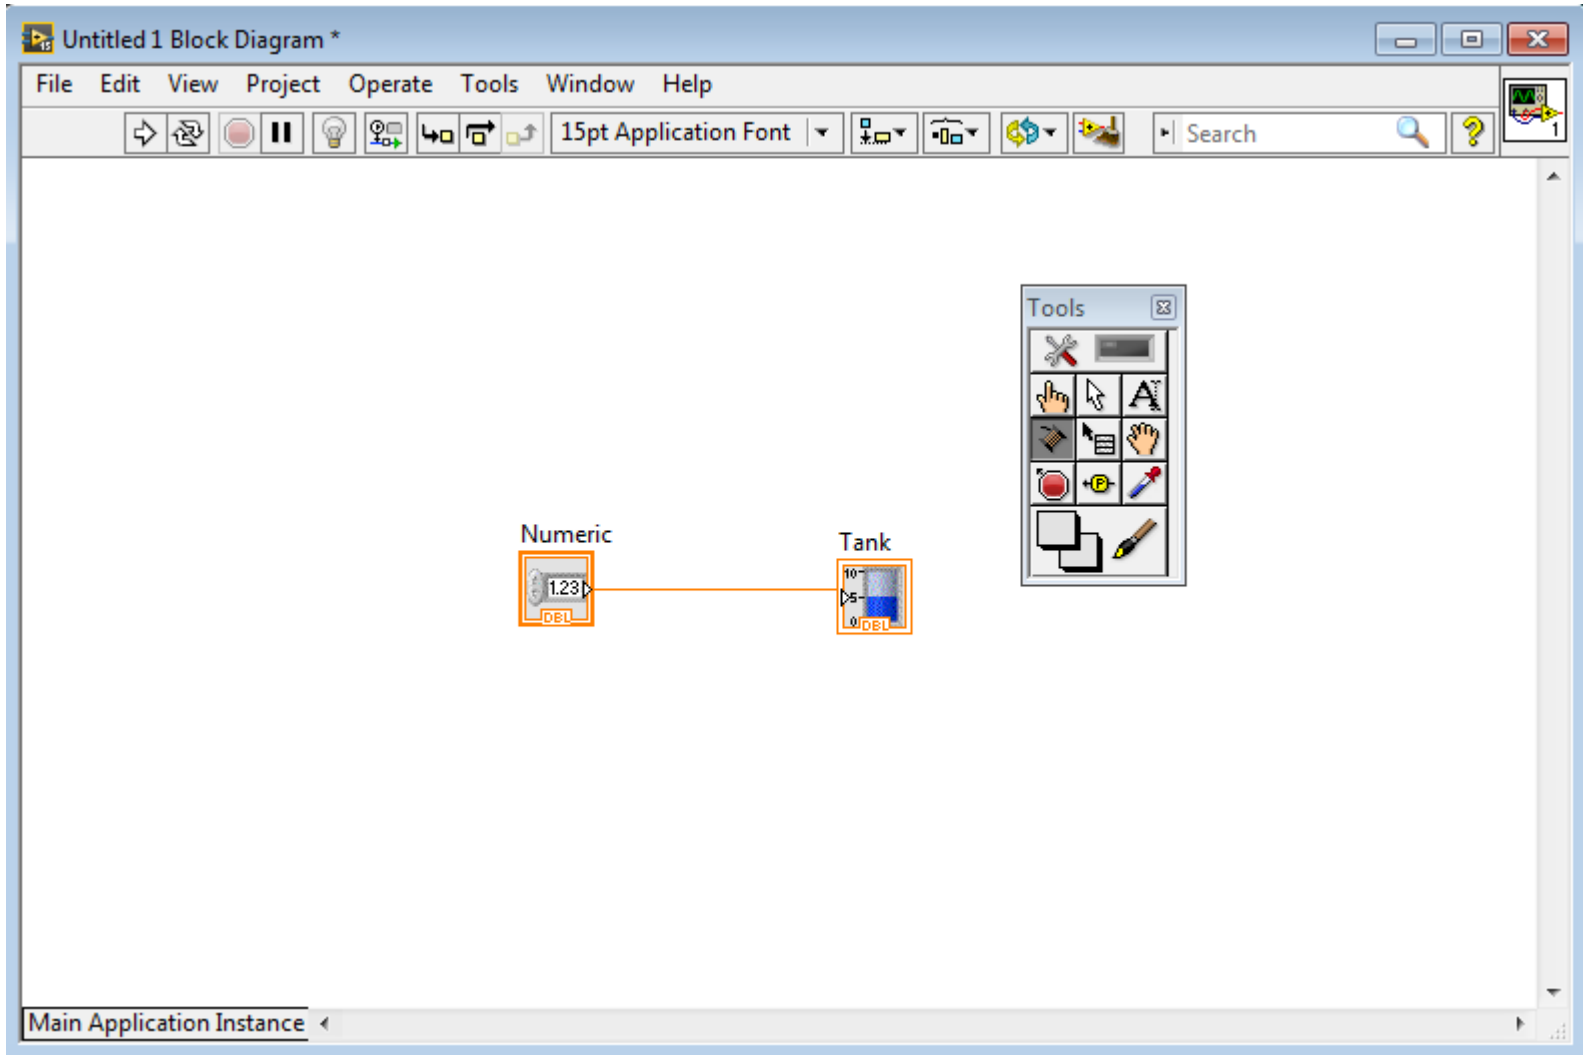 Untitled 1 Block Diagram *
File Edit View Project Operate Tools Window Help
15pt Application Font
Search
1
Tools
Numeric
1.23
DBL
Tank
10
5
0
DBL
Main Application Instance